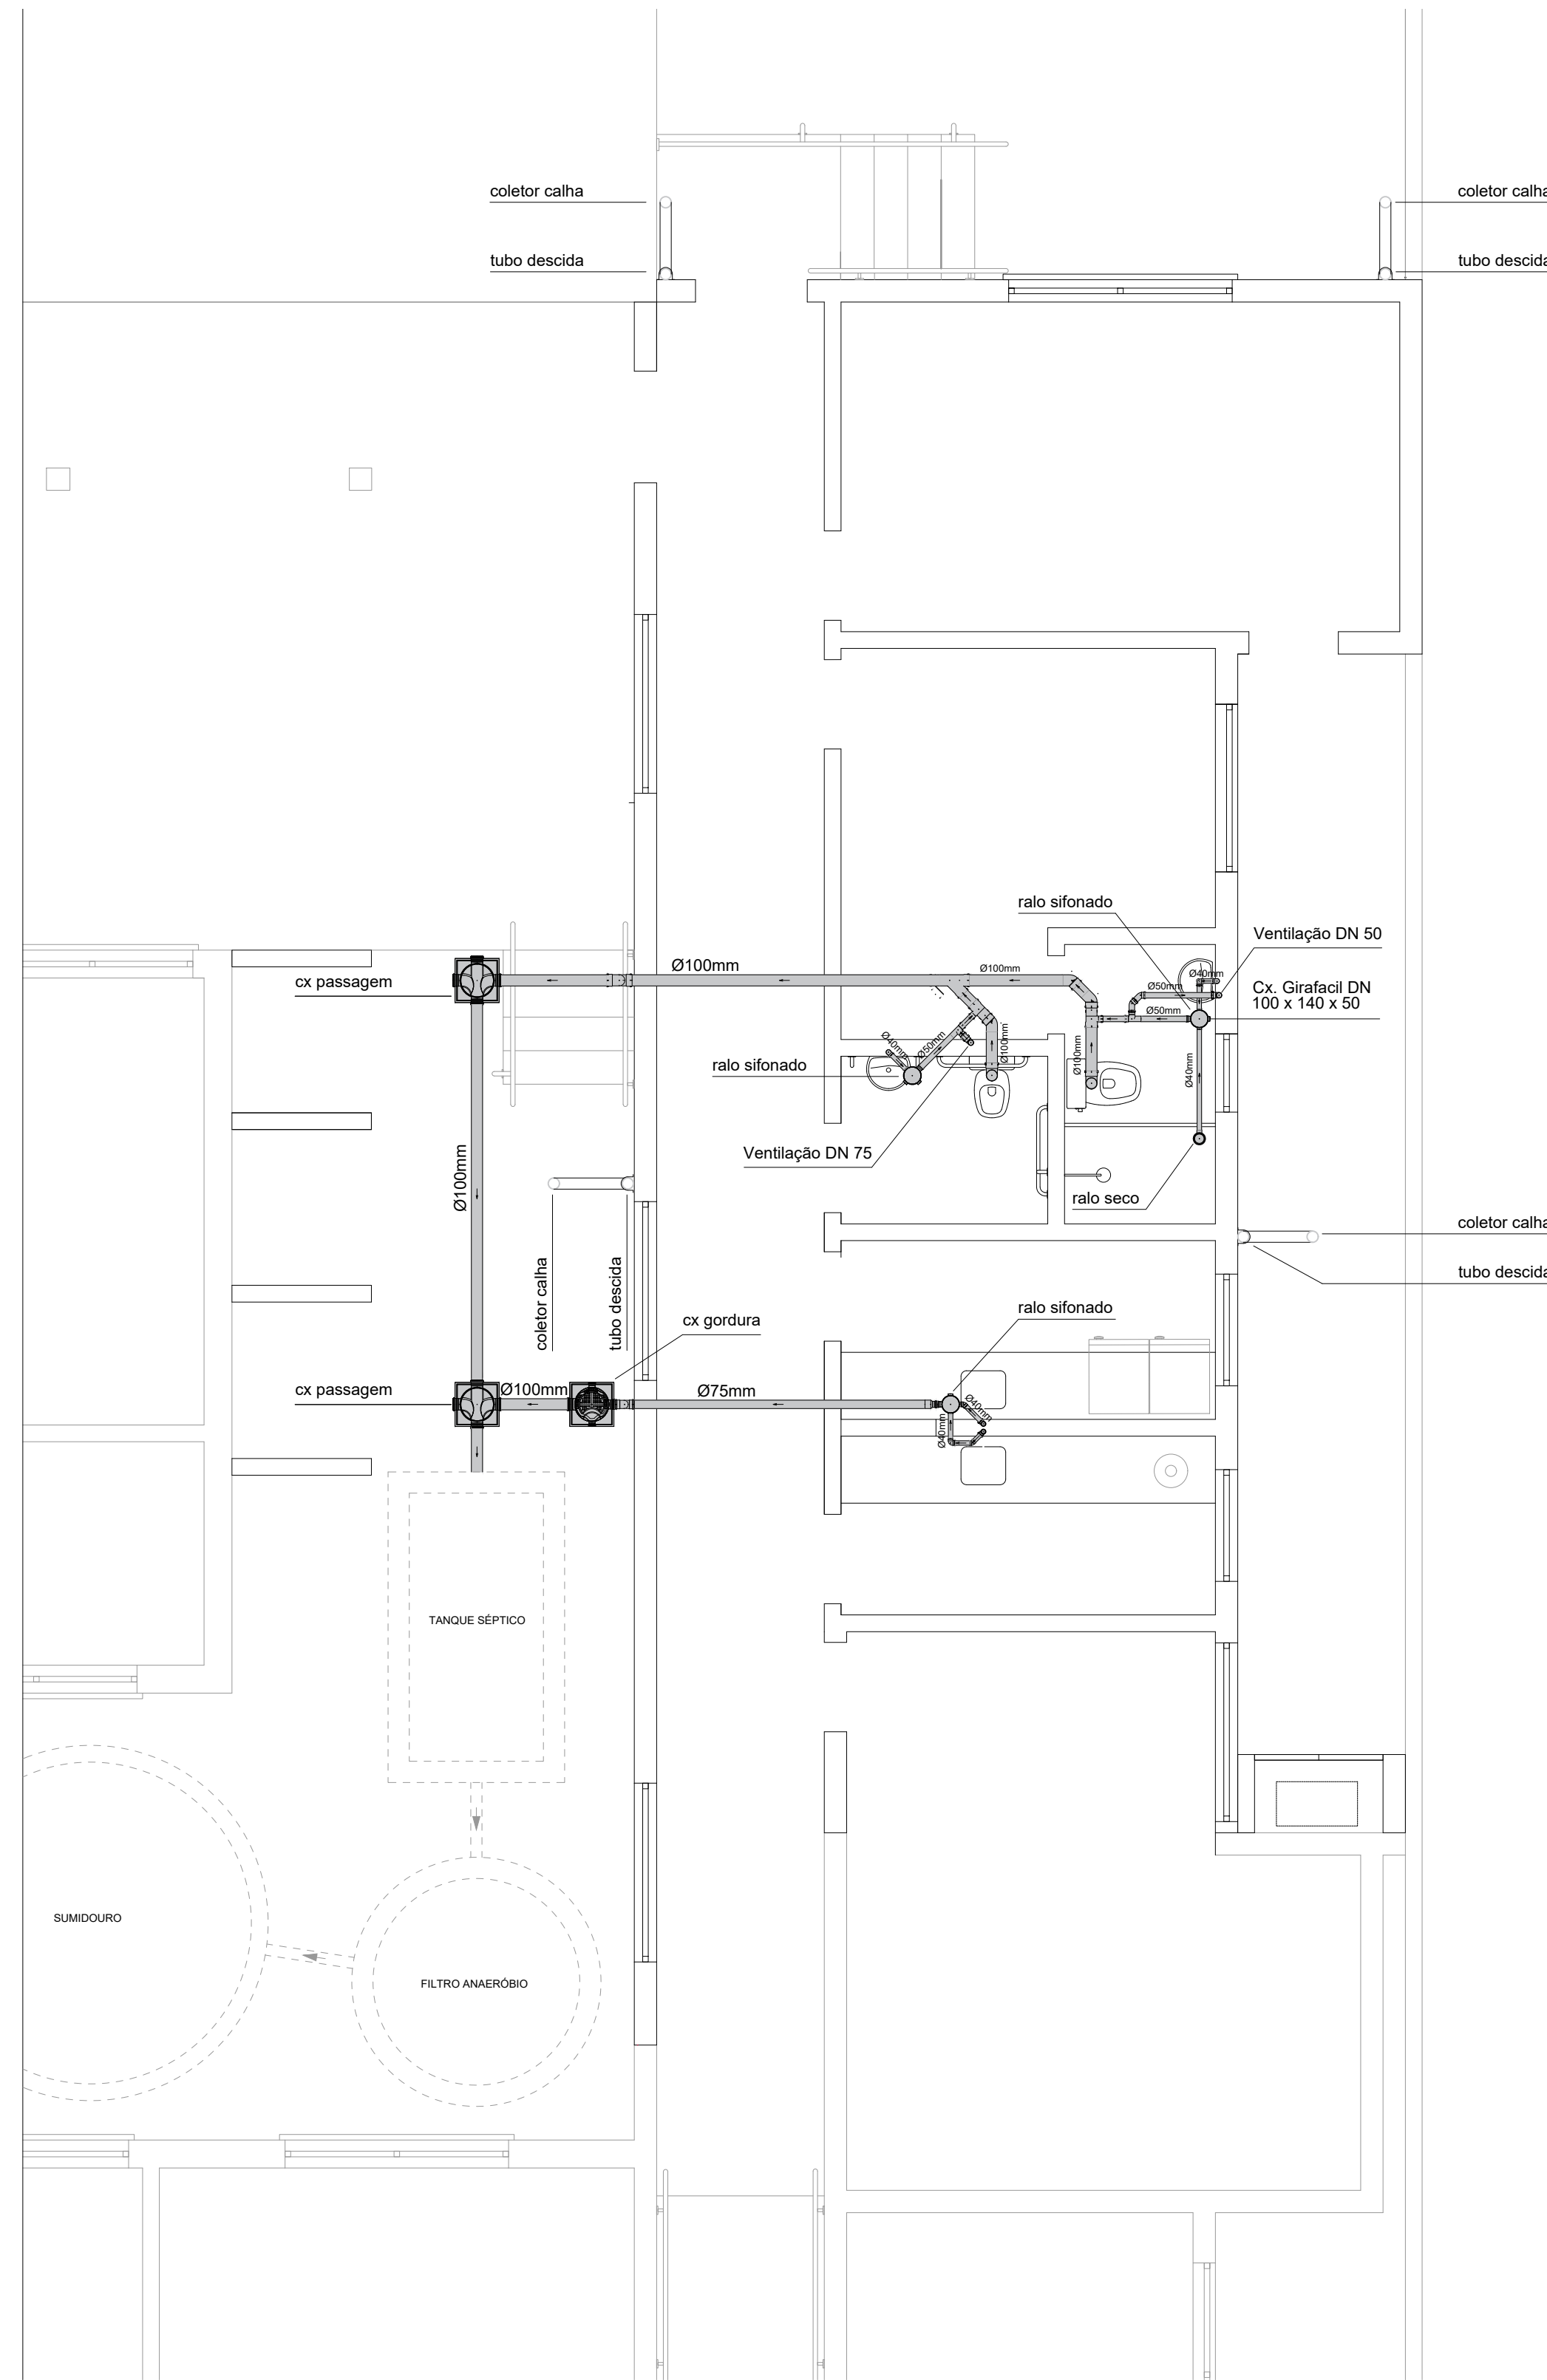 coletor calha
coletor calha
tubo descida
tubo descida
ralo sifonado
Ventilação DN 50
Ø100mm
Ø100mm
Ø40mm
cx passagem
Ø50mm
Cx. Girafacil DN
100 x 140 x 50
Ø50mm
Ø40mm
Ø50mm
Ø100mm
Ø100mm
ralo sifonado
Ø40mm
Ventilação DN 75
Ø100mm
ralo seco
coletor calha
tubo descida
coletor calha
tubo descida
ralo sifonado
cx gordura
cx passagem
Ø100mm
Ø75mm
Ø40mm
Ø40mm
TANQUE SÉPTICO
SUMIDOURO
FILTRO ANAERÓBIO